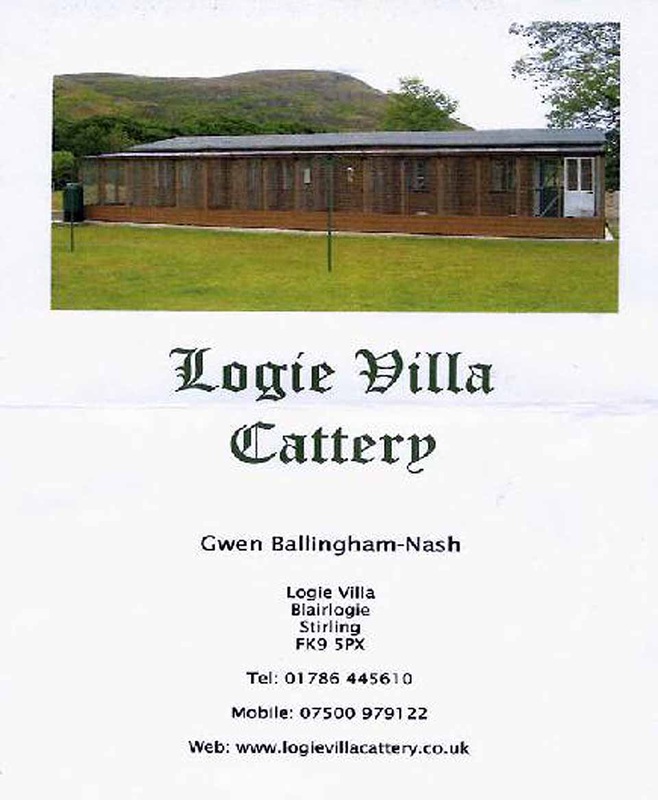 Logie Villa
Cattery
Gwen Ballingham-Nash
Logie Villa
Blairlogie
Stirling
FK9 5PX
Tel: 01786 445610
Mobile: 07500 979122
Web: www.logievillacattery.co.uk